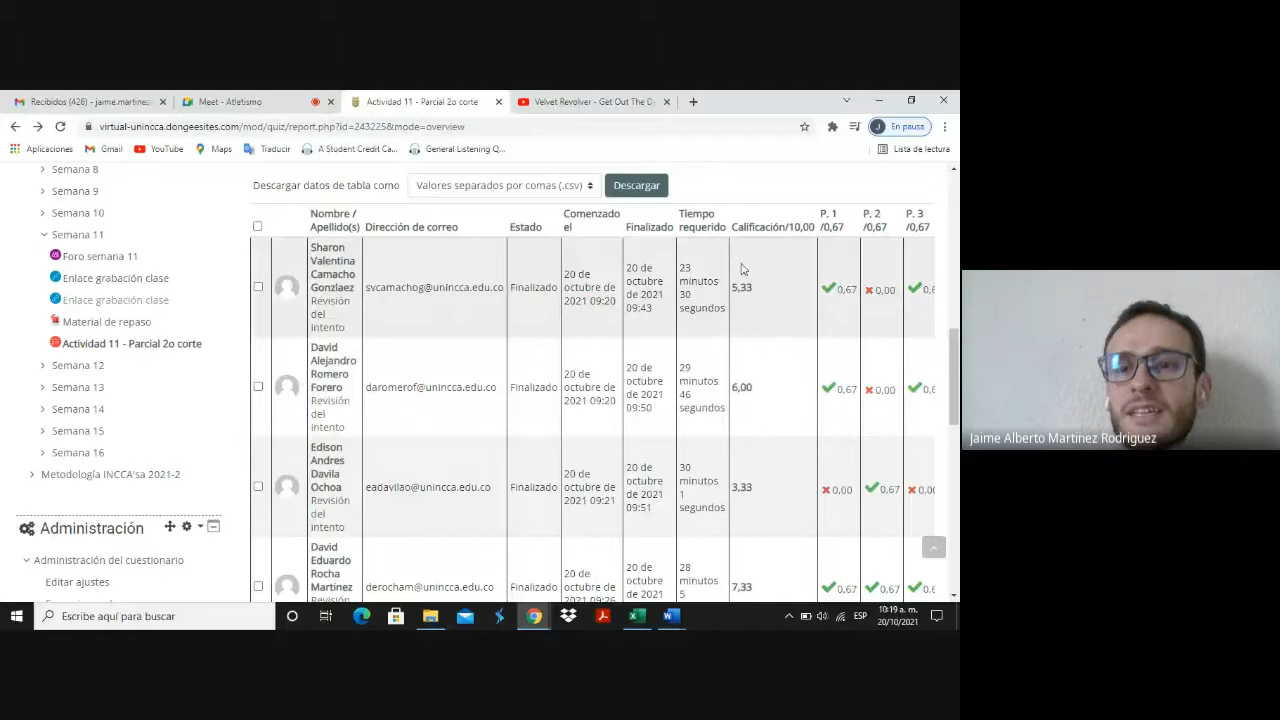 Recibidos (426) - jaime.martinez
Meet - Atletismo
Actividad 11 - Parcial 2o corte
Velvet Revolver - Get Out The D
virtual-unincca.dongeesites.com/mod/quiz/report.php?id=243225&mode=overview
J En pausa
Aplicaciones
Gmail
YouTube
Maps
Traducir
A Student Credit Ca...
General Listening Q...
Lista de lectura
Semana 8
Semana 9
Semana 10
Semana 11
Foro semana 11
Enlace grabación clase
Enlace grabación clase
Material de repaso
Actividad 11 - Parcial 2o corte
Semana 12
Semana 13
Semana 14
Semana 15
Semana 16
Metodología INCCA'sa 2021-2
Administración
Administración del cuestionario
Editar ajustes
Descargar datos de tabla como
Valores separados por comas (.csv)
Descargar
Nombre / Apellido(s)
Dirección de correo
Estado
Comenzado el
Finalizado
Tiempo requerido
Calificación/10,00
P. 1 /0,67
P. 2 /0,67
P. 3 /0,67
Sharon Valentina Camacho Gonzlaez
Revisión del intento
svcamachog@unincca.edu.co
Finalizado
20 de octubre de 2021 09:20
20 de octubre de 2021 09:43
23 minutos 30 segundos
5,33
0,67
0,00
0,6
David Alejandro Romero Forero
Revisión del intento
daromerof@unincca.edu.co
Finalizado
20 de octubre de 2021 09:20
20 de octubre de 2021 09:50
29 minutos 46 segundos
6,00
0,67
0,00
0,6
Edison Andres Davila Ochoa
Revisión del intento
eadavilao@unincca.edu.co
Finalizado
20 de octubre de 2021 09:21
20 de octubre de 2021 09:51
30 minutos 1 segundos
3,33
0,00
0,67
0,00
David Eduardo Rocha Martinez
Revisión
derocham@unincca.edu.co
Finalizado
20 de octubre de 2021 09:26
20 de octubre de 2021
28 minutos 5
7,33
0,67
0,67
0,6
Escribe aquí para buscar
ESP
10:19 a. m.
20/10/2021
Jaime Alberto Martinez Rodriguez